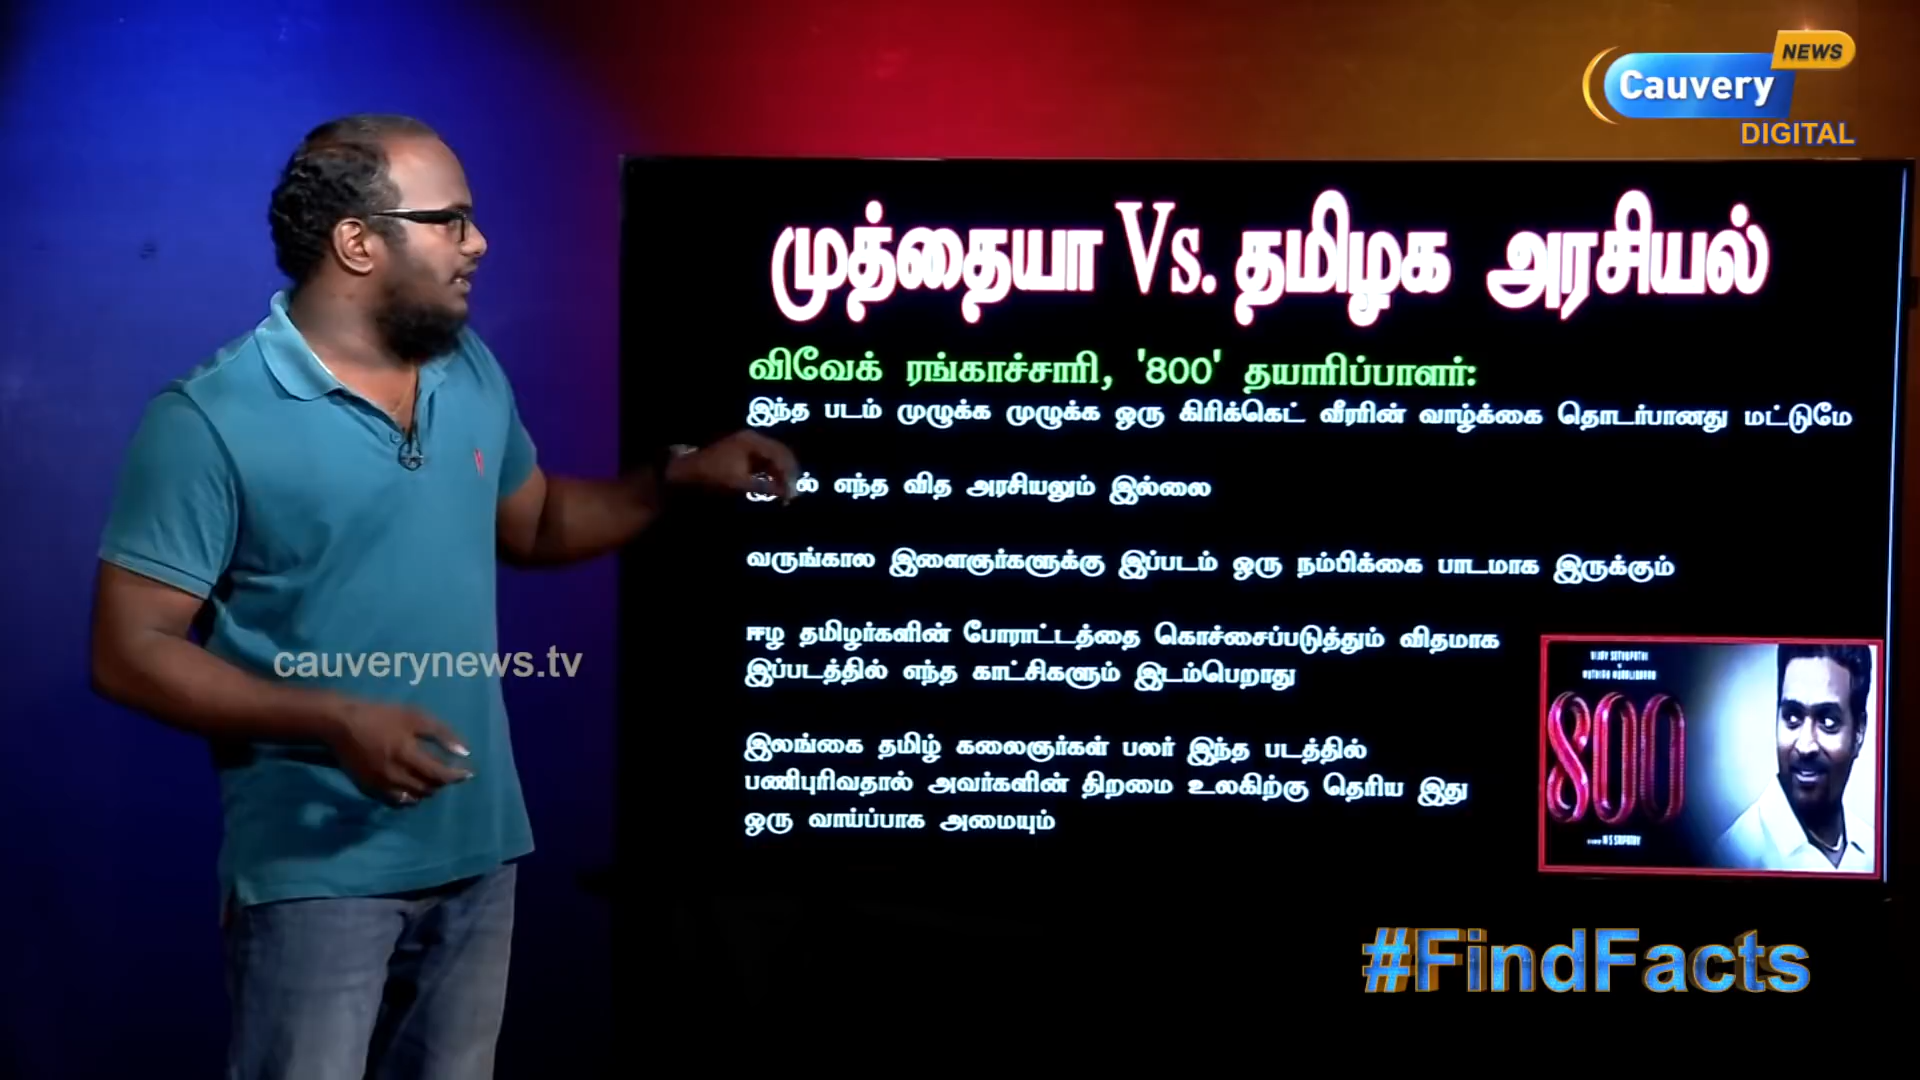 NEWS
Cauvery
DIGITAL
முத்தையா Vs. தமிழக அரசியல்
விவேக் ரங்காச்சாரி, '800' தயாரிப்பாளர்:
இந்த படம் முழுக்க முழுக்க ஒரு கிரிக்கெட் வீரரின் வாழ்க்கை தொடர்பானது மட்டுமே
எந்த வித அரசியலும் இல்லை
வருங்கால இளைஞர்களுக்கு இப்படம் ஒரு நம்பிக்கை பாடமாக இருக்கும்
ஈழ தமிழர்களின் போராட்டத்தை கொச்சைப்படுத்தும் விதமாக
இப்படத்தில் எந்த காட்சிகளும் இடம்பெறாது
cauverynews.tv
VIJAY SETHUPATHI
800
இலங்கை தமிழ் கலைஞர்கள் பலர் இந்த படத்தில்
பணிபுரிவதால் அவர்களின் திறமை உலகிற்கு தெரிய இது
ஒரு வாய்ப்பாக அமையும்
#FindFacts